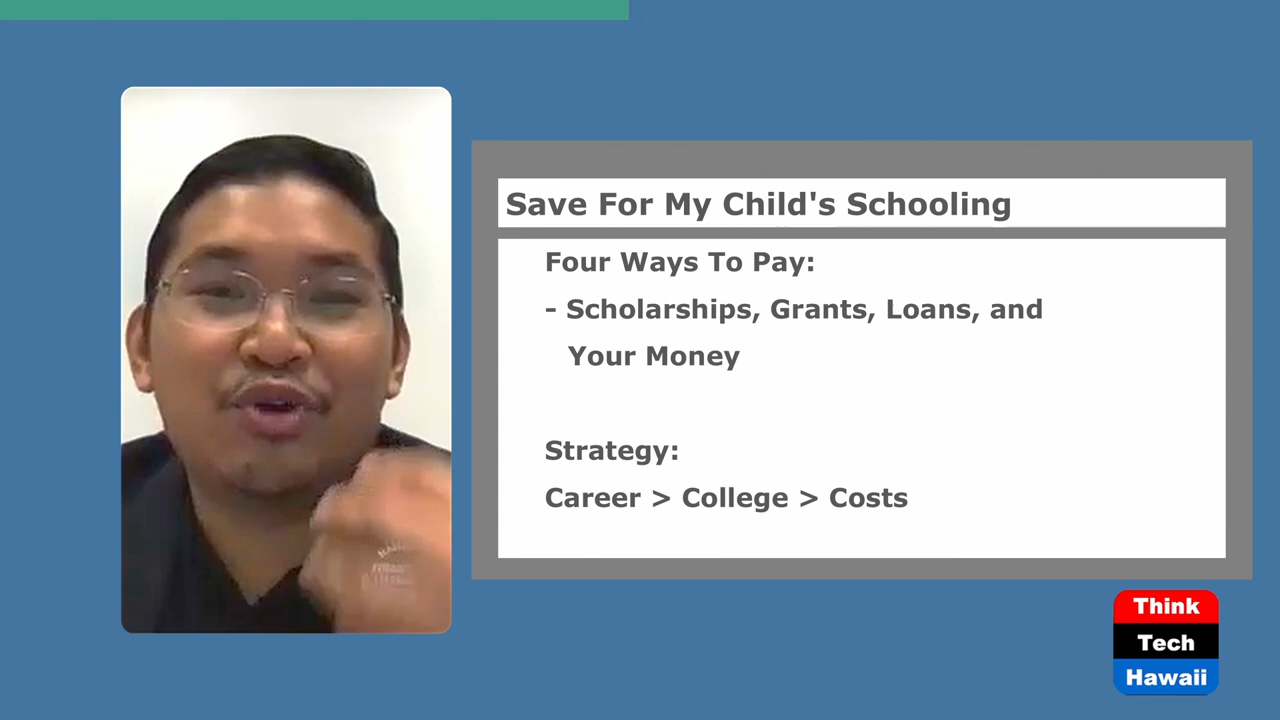 Save For My Child's Schooling
Four Ways To Pay:
- Scholarships, Grants, Loans, and
Your Money
Strategy:
Career > College > Costs
Think
Tech
Hawaii